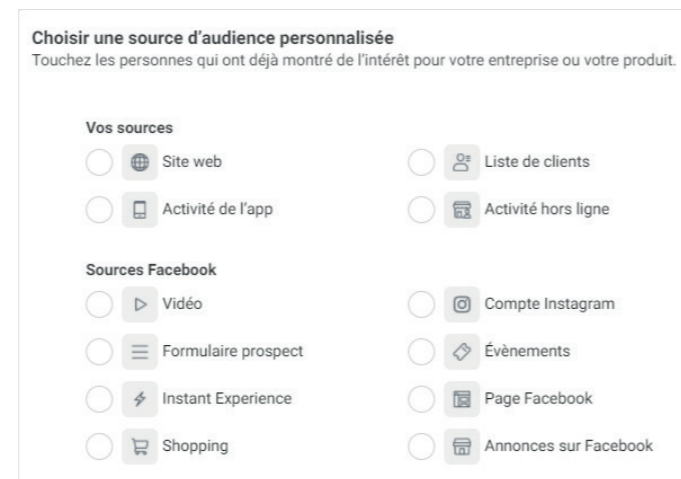 Choisir une source d’audience personnalisée
Touchez les personnes qui ont déjà montré de l'intérêt pour votre entreprise ou votre produit.
Vos sources
Site web
Liste de clients
Activité de l'app
Activité hors ligne
Sources Facebook
Vidéo
Compte Instagram
Formulaire prospect
Évènements
Instant Experience
Page Facebook
Shopping
Annonces sur Facebook